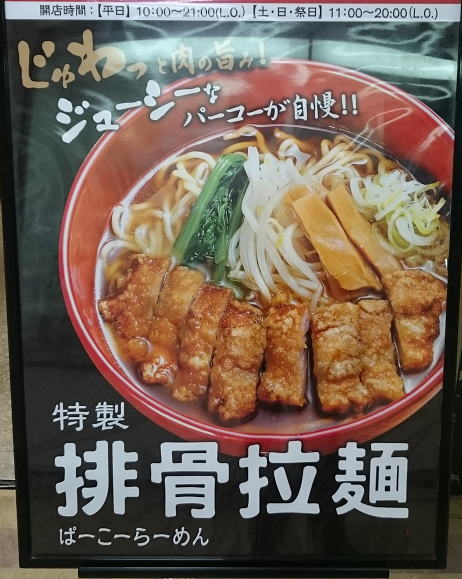 開店時間：【平日】10:00〜21:00(L.O.)【土・日・祭日】11:00〜20:00(L.O.)
じゅわっと肉の旨み！
ジューシーな
パーコーが自慢!!
特製
排骨拉麺
ぱーこーらーめん